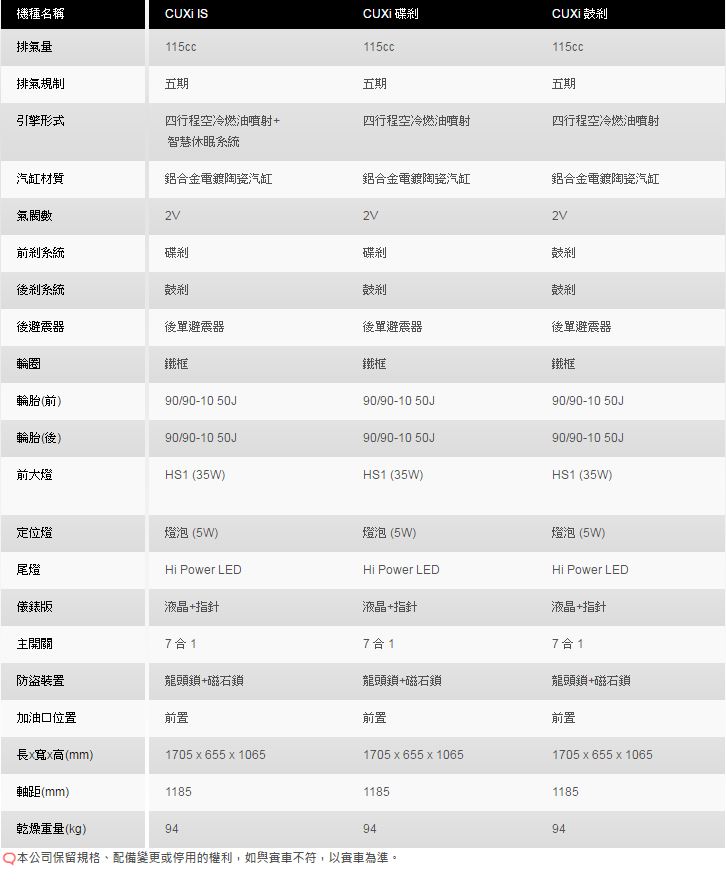 機種名稱 CUXi IS CUXi 碟剎 CUXi 鼓剎
排氣量 115cc 115cc 115cc
排氣規制 五期 五期 五期
引擎形式 四行程空冷燃油噴射+ 四行程空冷燃油噴射 四行程空冷燃油噴射
智慧休眠系統
汽缸材質 鋁合金電鍍陶瓷汽缸 鋁合金電鍍陶瓷汽缸 鋁合金電鍍陶瓷汽缸
氣閥數 2V 2V 2V
前剎系統 碟剎 碟剎 鼓剎
後剎系統 鼓剎 鼓剎 鼓剎
後避震器 後單避震器 後單避震器 後單避震器
輪圈 鐵框 鐵框 鐵框
輪胎(前) 90/90-10 50J 90/90-10 50J 90/90-10 50J
輪胎(後) 90/90-10 50J 90/90-10 50J 90/90-10 50J
前大燈 HS1 (35W) HS1 (35W) HS1 (35W)
定位燈 燈泡 (5W) 燈泡 (5W) 燈泡 (5W)
尾燈 Hi Power LED Hi Power LED Hi Power LED
儀錶版 液晶+指針 液晶+指針 液晶+指針
主開關 7 合 1 7 合 1 7 合 1
防盜裝置 龍頭鎖+磁石鎖 龍頭鎖+磁石鎖 龍頭鎖+磁石鎖
加油口位置 前置 前置 前置
長x寬x高(mm) 1705 x 655 x 1065 1705 x 655 x 1065 1705 x 655 x 1065
軸距(mm) 1185 1185 1185
乾燥重量(kg) 94 94 94
本公司保留規格、配備變更或停用的權利，如與實車不符，以實車為準。